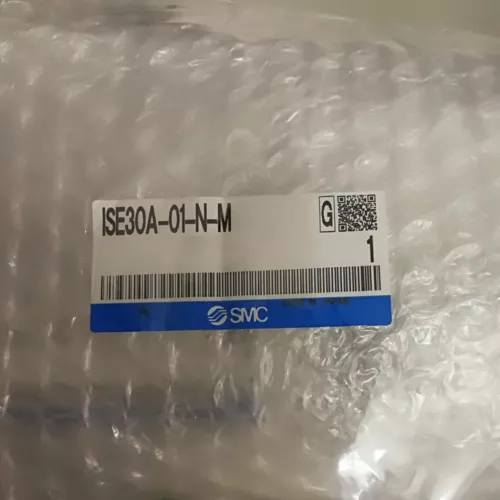 ISE30A-01-N-M
G
1
SMC